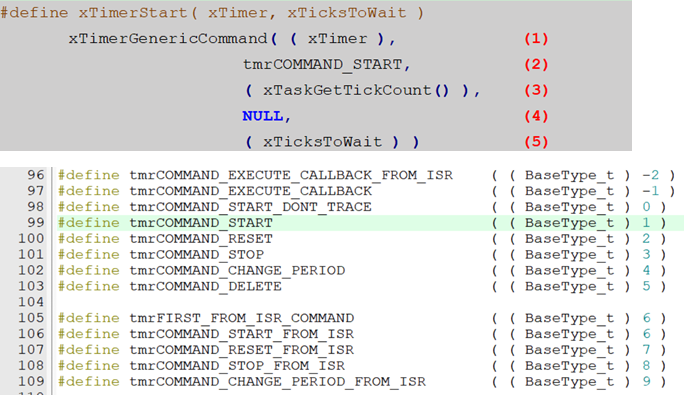 #define xTimerStart( xTimer, xTicksToWait )
xTimerGenericCommand( ( xTimer ), (1)
tmrCOMMAND_START, (2)
( xTaskGetTickCount() ), (3)
NULL, (4)
( xTicksToWait ) ) (5)
96 #define tmrCOMMAND_EXECUTE_CALLBACK_FROM_ISR ( ( BaseType_t ) -2 )
97 #define tmrCOMMAND_EXECUTE_CALLBACK ( ( BaseType_t ) -1 )
98 #define tmrCOMMAND_START_DONT_TRACE ( ( BaseType_t ) 0 )
99 #define tmrCOMMAND_START ( ( BaseType_t ) 1 )
100 #define tmrCOMMAND_RESET ( ( BaseType_t ) 2 )
101 #define tmrCOMMAND_STOP ( ( BaseType_t ) 3 )
102 #define tmrCOMMAND_CHANGE_PERIOD ( ( BaseType_t ) 4 )
103 #define tmrCOMMAND_DELETE ( ( BaseType_t ) 5 )
104
105 #define tmrFIRST_FROM_ISR_COMMAND ( ( BaseType_t ) 6 )
106 #define tmrCOMMAND_START_FROM_ISR ( ( BaseType_t ) 6 )
107 #define tmrCOMMAND_RESET_FROM_ISR ( ( BaseType_t ) 7 )
108 #define tmrCOMMAND_STOP_FROM_ISR ( ( BaseType_t ) 8 )
109 #define tmrCOMMAND_CHANGE_PERIOD_FROM_ISR ( ( BaseType_t ) 9 )